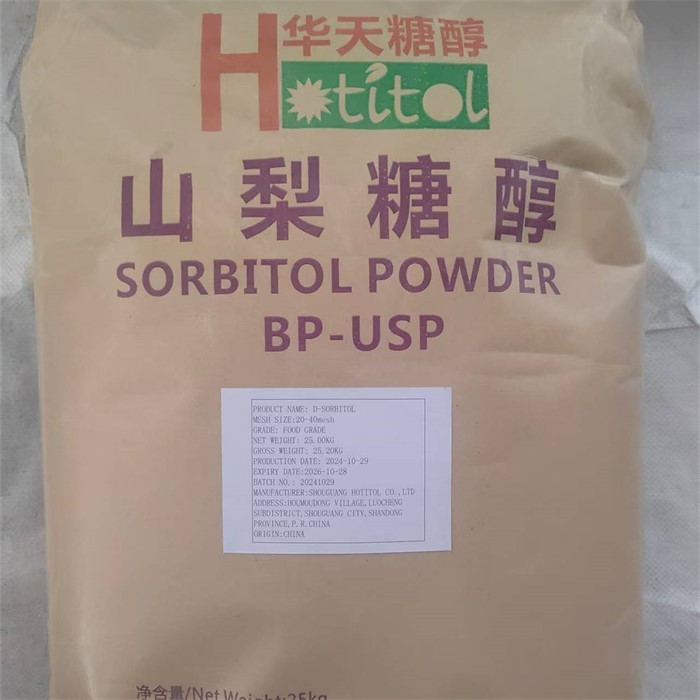 H 华天糖醇
Hotitol
山梨糖醇
SORBITOL POWDER
BP-USP
PRODUCT NAME: D-SORBITOL
MESH SIZE:20-40mesh
GRADE: FOOD GRADE
NET WEIGHT: 25.00KG
GROSS WEIGHT: 25.20KG
PRODUCTION DATE: 2024-10-29
EXPIRY DATE:2026-10-28
BATCH NO.: 20241029
MANUFACTURER:SHOUGUANG HOTITOL CO.,LTD
ADDRESS:HOUMOUDONG VILLAGE,LUOCHENG
SUBDISTRICT,SHOUGUANG CITY,SHANDONG
PROVINCE,P.R.CHINA
ORIGIN:CHINA
净含量/Net Weight:25kg